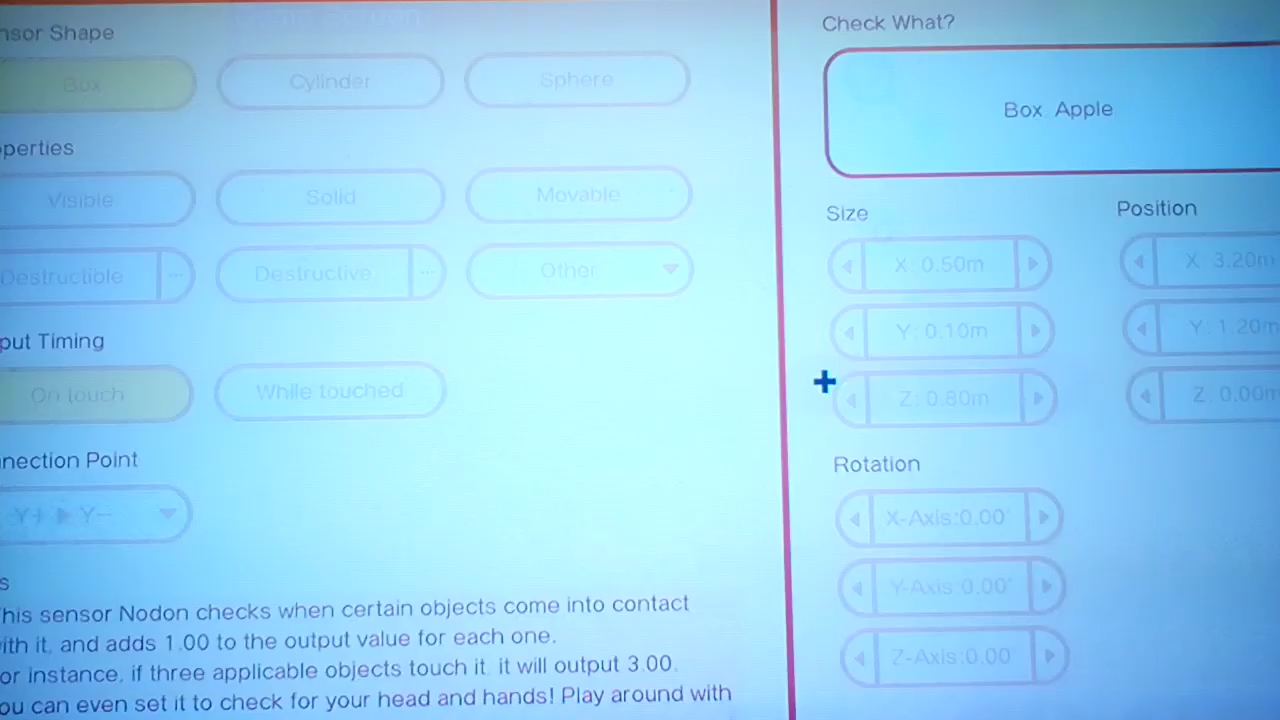 nsor Shape
Box
Cylinder
Sphere
perties
Visible
Solid
Movable
Destructible
...
Destructive
...
Other
put Timing
On touch
While touched
nnection Point
Y+ ▶ Y-
s
This sensor Nodon checks when certain objects come into contact
ith it, and adds 1.00 to the output value for each one.
or instance, if three applicable objects touch it, it will output 3.00.
ou can even set it to check for your head and hands! Play around with
Check What?
Box Apple
Size
X: 0.50m
Y: 0.10m
Z: 0.80m
Position
X: 3.20m
Y: 1.20m
Z: 0.00m
Rotation
X-Axis:0.00°
Y-Axis:0.00°
Z-Axis:0.00